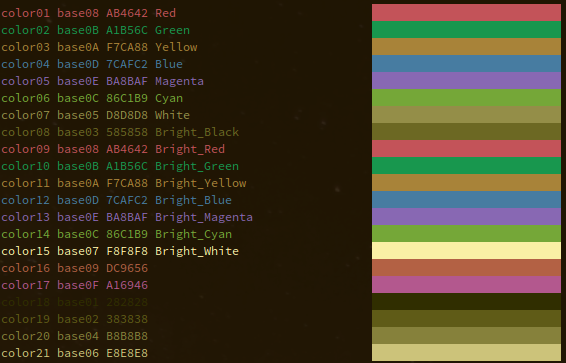 color01 base08 AB4642 Red
color02 base0B A1B56C Green
color03 base0A F7CA88 Yellow
color04 base0D 7CAFC2 Blue
color05 base0E BA8BAF Magenta
color06 base0C 86C1B9 Cyan
color07 base05 D8D8D8 White
color08 base03 585858 Bright_Black
color09 base08 AB4642 Bright_Red
color10 base0B A1B56C Bright_Green
color11 base0A F7CA88 Bright_Yellow
color12 base0D 7CAFC2 Bright_Blue
color13 base0E BA8BAF Bright_Magenta
color14 base0C 86C1B9 Bright_Cyan
color15 base07 F8F8F8 Bright_White
color16 base09 DC9656
color17 base0F A16946
color18 base01 282828
color19 base02 383838
color20 base04 B8B8B8
color21 base06 E8E8E8